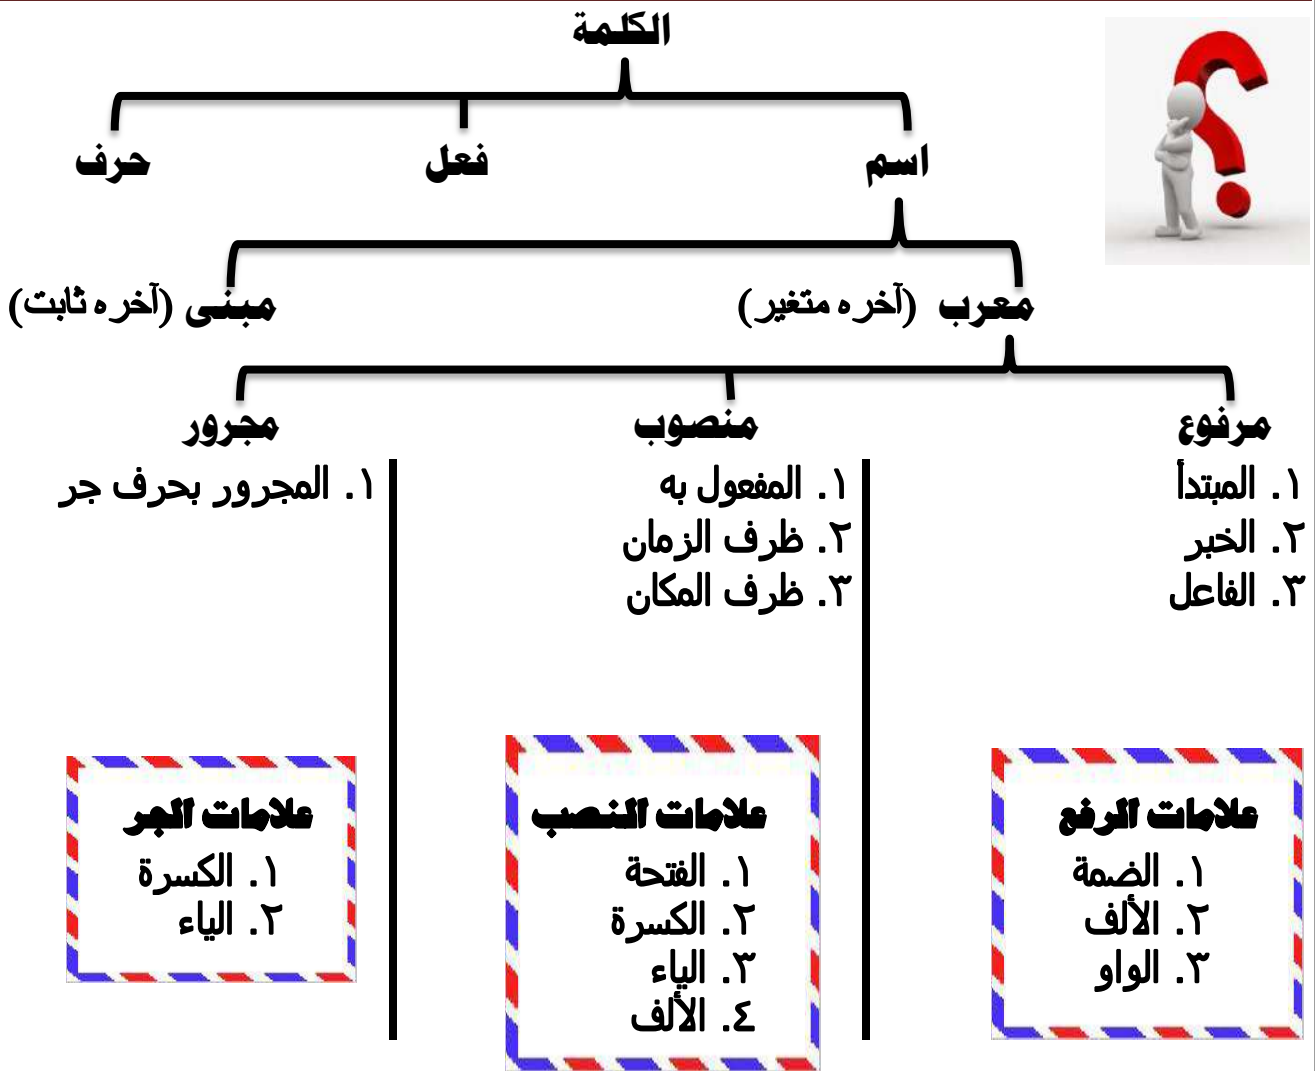 الكلمة
اسم
فعل
حرف
معرب (آخره متغير)
مبنى (آخره ثابت)
مرفوع
منصوب
مجرور
١. المبتدأ
٢. الخبر
٣. الفاعل
١. المفعول به
٢. ظرف الزمان
٣. ظرف المكان
١. المجرور بحرف جر
علامات الرفع
١. الضمة
٢. الألف
٣. الواو
علامات النصب
١. الفتحة
٢. الكسرة
٣. الياء
٤. الألف
علامات الجر
١. الكسرة
٢. الياء